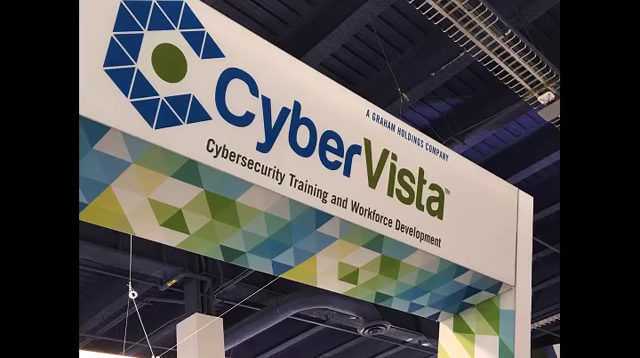 A GRAHAM HOLDINGS COMPANY
CyberVista™
Cybersecurity Training and Workforce Development